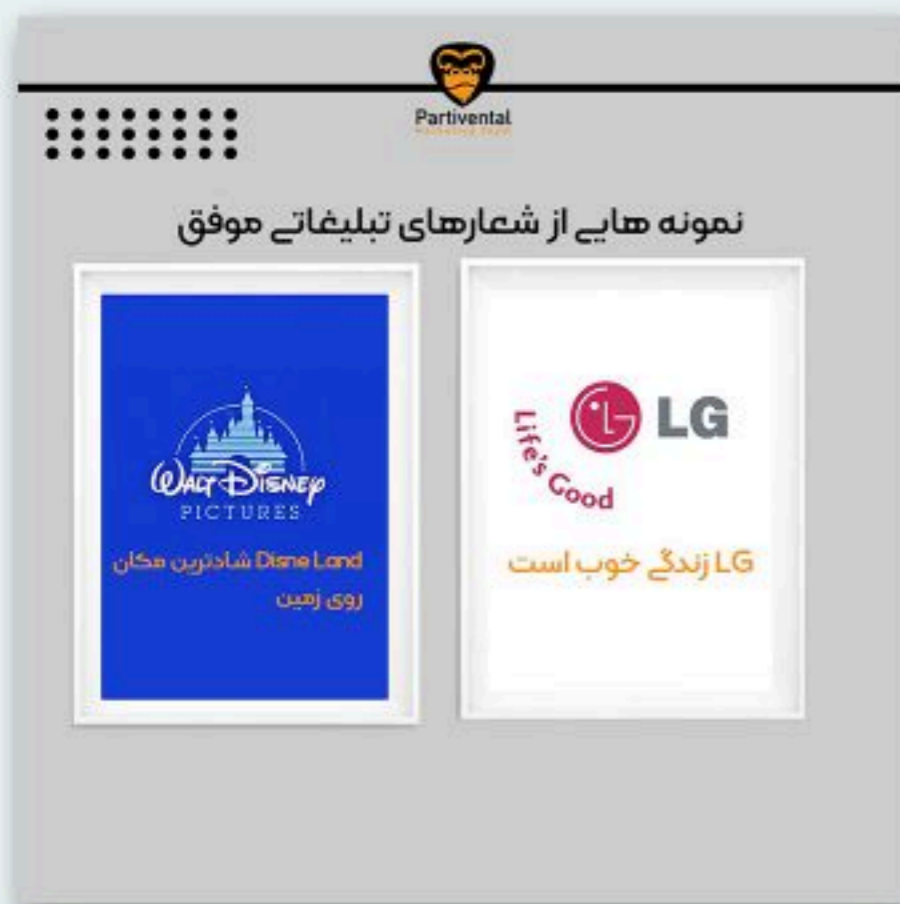 Partivental
نمونه هایی از شعارهای تبلیغاتی موفق
LG
Life's Good
LG زندگی خوب است
WALT DISNEY
PICTURES
Disne Land شادترین مکان
روی زمین